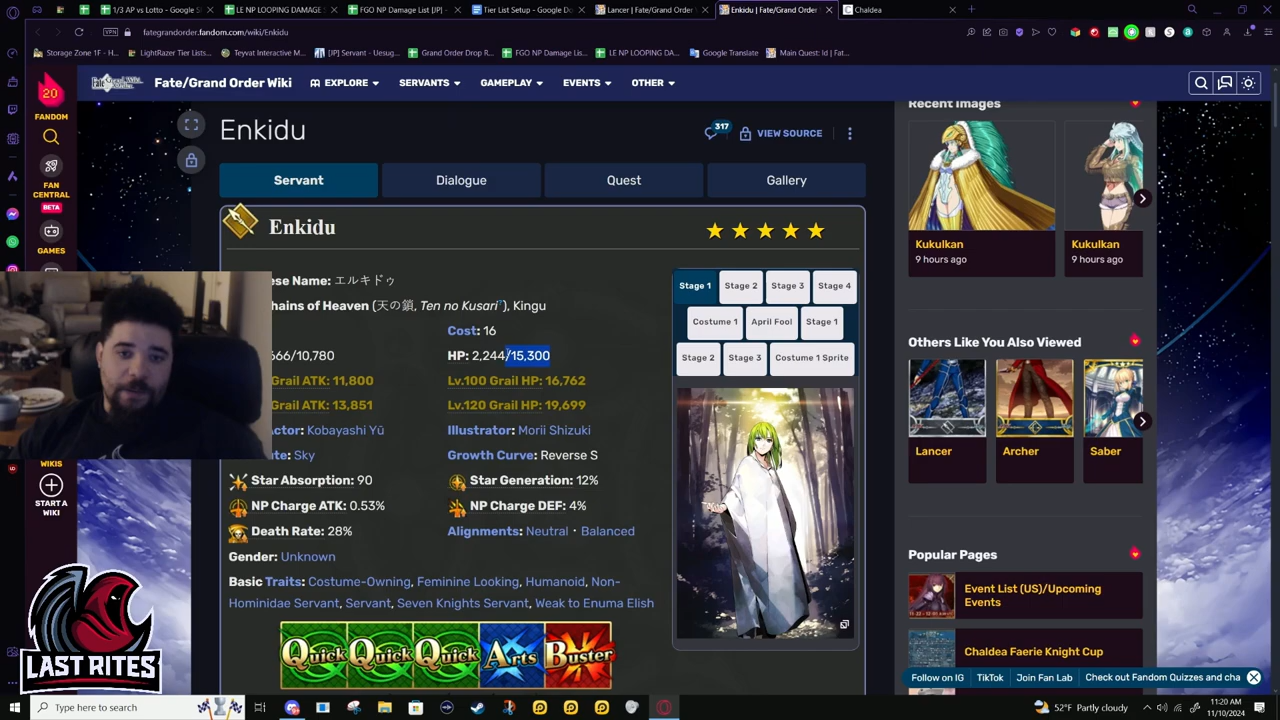 1/3 AP vs Lotto - Google S
LE NP LOOPING DAMAGE
FGO NP Damage List [JP] -
Tier List Setup - Google Do
Lancer | Fate/Grand Order
Enkidu | Fate/Grand Order
Chaldea
VPN
fategrandorder.fandom.com/wiki/Enkidu
Storage Zone 1F - H...
LightRazer Tier Lists...
Teyvat Interactive M...
[JP] Servant - Uesug...
Grand Order Drop R...
FGO NP Damage Lis...
LE NP LOOPING DA...
Google Translate
Main Quest: Id | Fat...
20
FANDOM
FAN
CENTRAL
BETA
GAMES
WIKIS
START A
WIKI
Fate/Grand Order Wiki
EXPLORE
SERVANTS
GAMEPLAY
EVENTS
OTHER
Enkidu
317
VIEW SOURCE
Servant
Dialogue
Quest
Gallery
Enkidu
ese Name: エルキドゥ
hains of Heaven (天の鎖, Ten no Kusari?), Kingu
Cost: 16
666/10,780
HP: 2,244/15,300
Grail ATK: 11,800
Lv.100 Grail HP: 16,762
Grail ATK: 13,851
Lv.120 Grail HP: 19,699
actor: Kobayashi Yū
Illustrator: Morii Shizuki
te: Sky
Growth Curve: Reverse S
Star Absorption: 90
Star Generation: 12%
NP Charge ATK: 0.53%
NP Charge DEF: 4%
Death Rate: 28%
Alignments: Neutral・Balanced
Gender: Unknown
Basic Traits: Costume-Owning, Feminine Looking, Humanoid, Non-
Hominidae Servant, Servant, Seven Knights Servant, Weak to Enuma Elish
Quick
Quick
Quick
Arts
Buster
Stage 1
Stage 2
Stage 3
Stage 4
Costume 1
April Fool
Stage 1
Stage 2
Stage 3
Costume 1 Sprite
Recent Images
Kukulkan
9 hours ago
Kukulkan
9 hours ago
Others Like You Also Viewed
Lancer
Archer
Saber
Popular Pages
Event List (US)/Upcoming
Events
Chaldea Faerie Knight Cup
Follow on IG
TikTok
Join Fan Lab
Check out Fandom Quizzes and cha
LAST RITES
Type here to search
52°F Partly cloudy
11:20 AM
11/10/2024